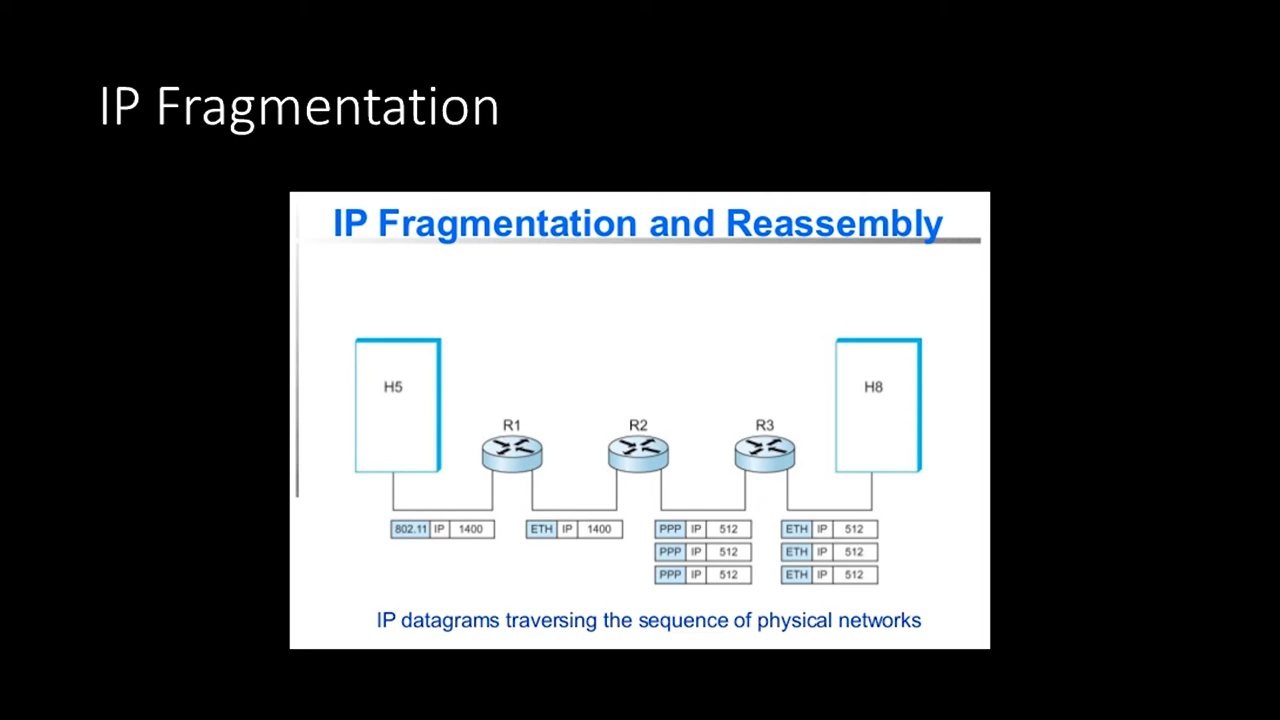 IP Fragmentation
IP Fragmentation and Reassembly
H5
H8
R1 R2 R3
802.11 IP 1400 ETH IP 1400 PPP IP 512 ETH IP 512
PPP IP 512 ETH IP 512
PPP IP 512 ETH IP 512
IP datagrams traversing the sequence of physical networks